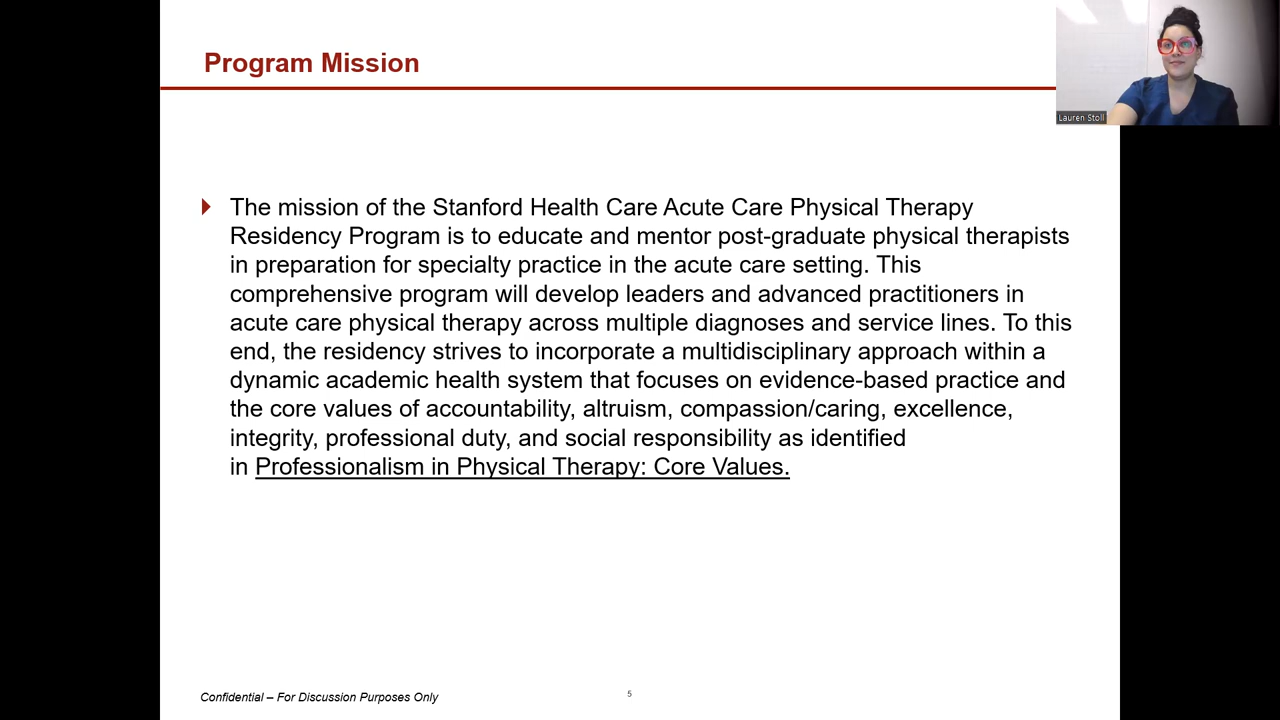 Program Mission
Lauren Stoll
The mission of the Stanford Health Care Acute Care Physical Therapy
Residency Program is to educate and mentor post-graduate physical therapists
in preparation for specialty practice in the acute care setting. This
comprehensive program will develop leaders and advanced practitioners in
acute care physical therapy across multiple diagnoses and service lines. To this
end, the residency strives to incorporate a multidisciplinary approach within a
dynamic academic health system that focuses on evidence-based practice and
the core values of accountability, altruism, compassion/caring, excellence,
integrity, professional duty, and social responsibility as identified
in Professionalism in Physical Therapy: Core Values.
Confidential – For Discussion Purposes Only
5